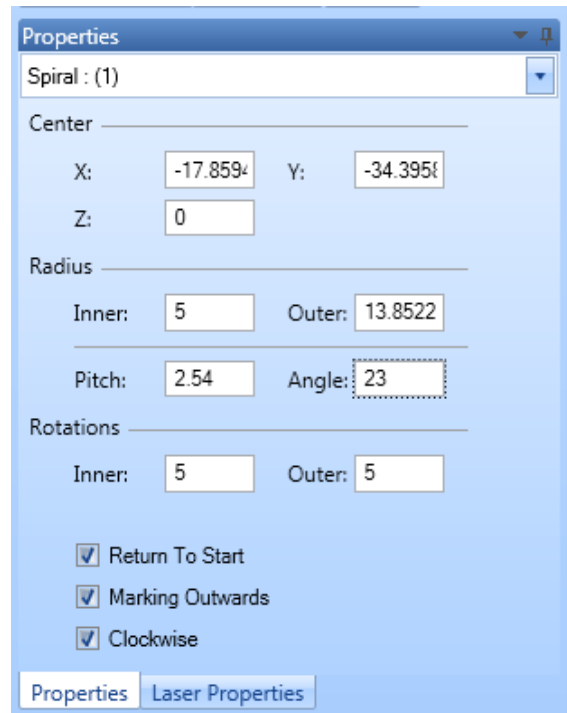 Properties
Spiral : (1)
Center
X: -17.8594 Y: -34.3958
Z: 0
Radius
Inner: 5 Outer: 13.8522
Pitch: 2.54 Angle: 23
Rotations
Inner: 5 Outer: 5
Return To Start
Marking Outwards
Clockwise
Properties Laser Properties